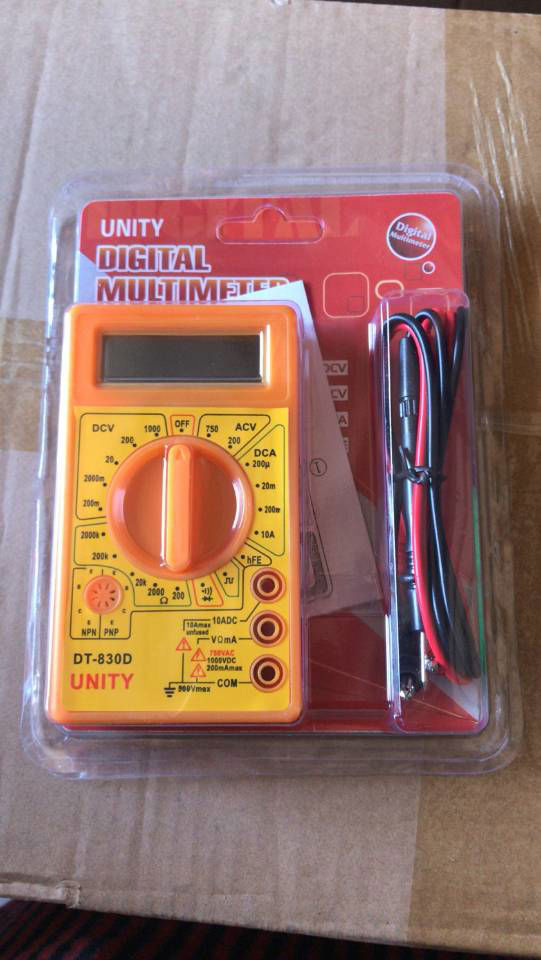 UNITY
DIGITAL
MULTIMETER
Digital
Multimeter
DCV
OFF
ACV
1000
750
200
200
DCA
20
200µ
2000m
20m
200m
200m
2000k
10A
200k
hFE
20k
2000
200
Ω
E
E
B
C
C
E
E
NPN
PNP
10Amax
unfused
10ADC
VΩmA
750VAC
1000VDC
200mAmax
COM
500Vmax
DT-830D
UNITY